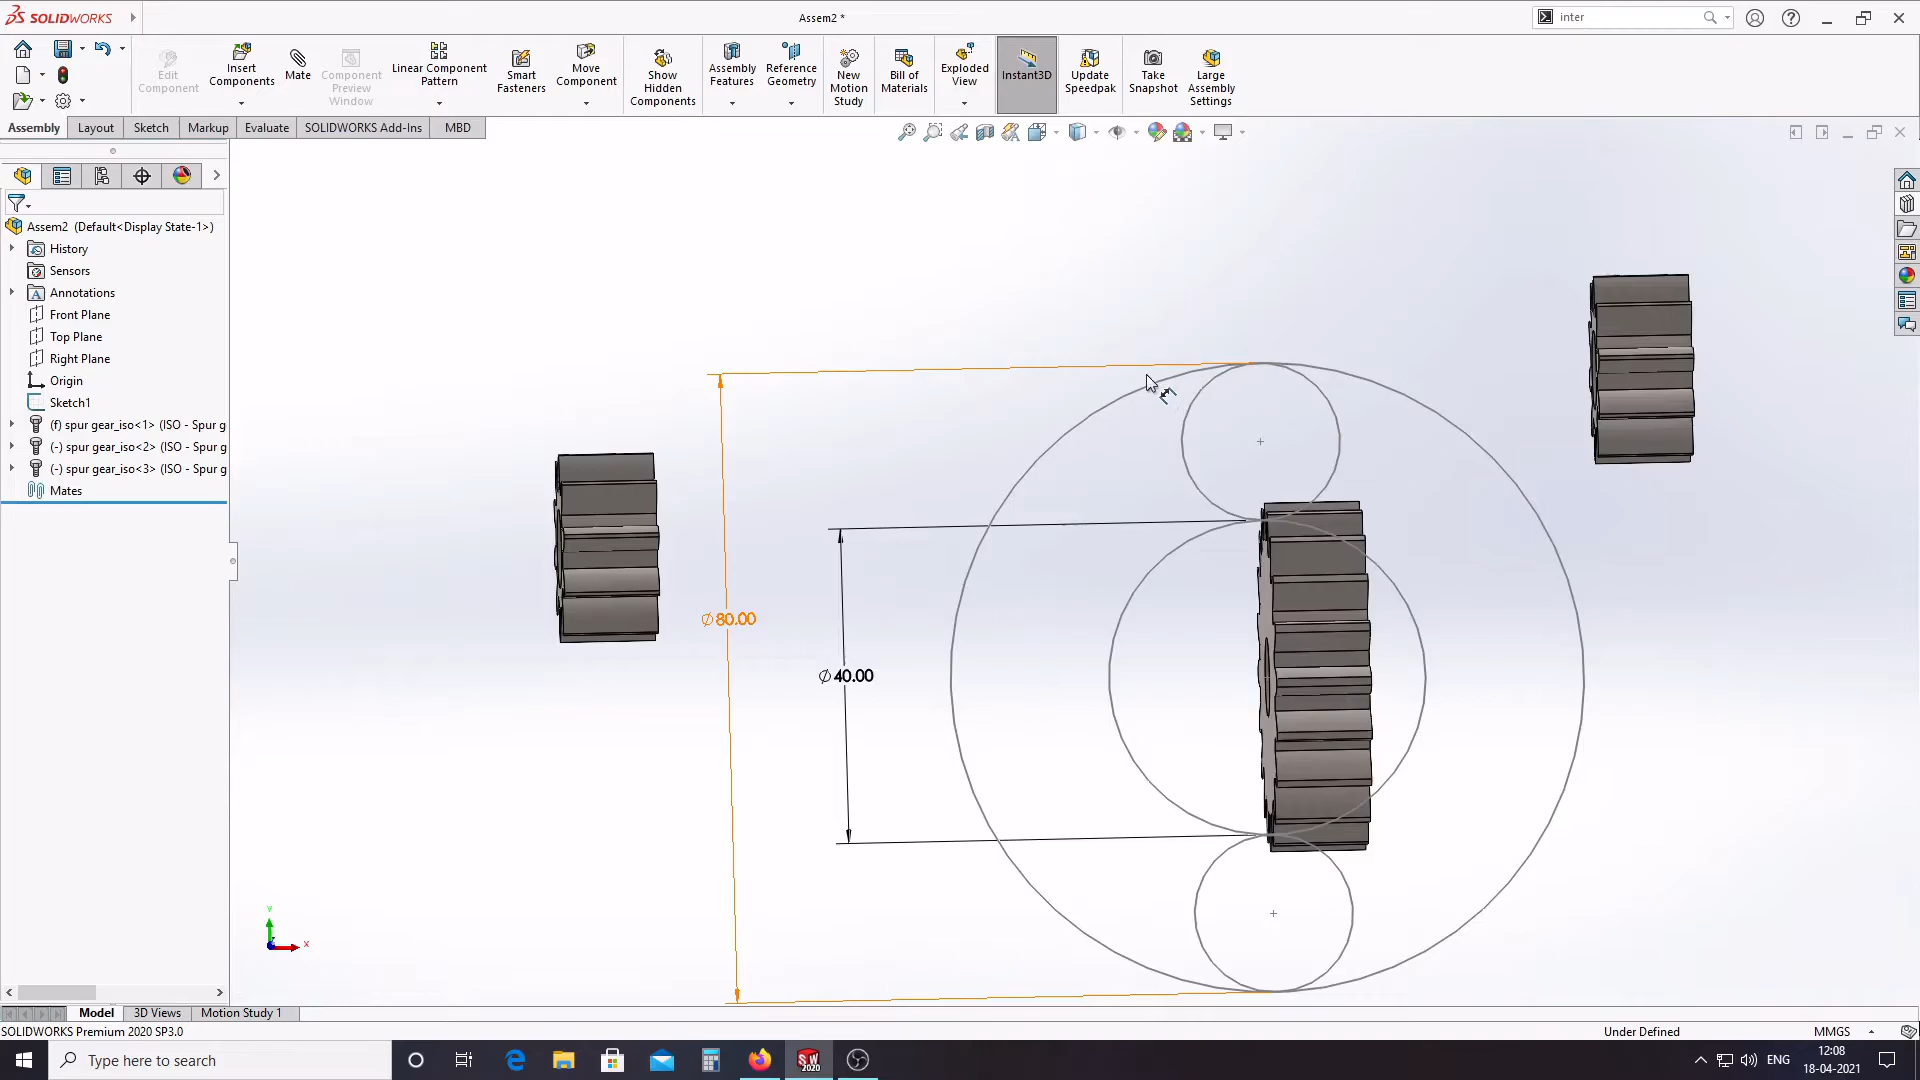 SOLIDWORKS
Assem2 *
inter
Edit Component
Insert Components
Mate
Component Preview Window
Linear Component Pattern
Smart Fasteners
Move Component
Show Hidden Components
Assembly Features
Reference Geometry
New Motion Study
Bill of Materials
Exploded View
Instant3D
Update Speedpak
Take Snapshot
Large Assembly Settings
Assembly
Layout
Sketch
Markup
Evaluate
SOLIDWORKS Add-Ins
MBD
Assem2 (Default<Display State-1>)
History
Sensors
Annotations
Front Plane
Top Plane
Right Plane
Origin
Sketch1
(f) spur gear_iso<1> (ISO - Spur g
(-) spur gear_iso<2> (ISO - Spur g
(-) spur gear_iso<3> (ISO - Spur g
Mates
∅80.00
∅40.00
Y
X
Model
3D Views
Motion Study 1
SOLIDWORKS Premium 2020 SP3.0
Under Defined
MMGS
Type here to search
SW 2020
ENG
12:08
18-04-2021